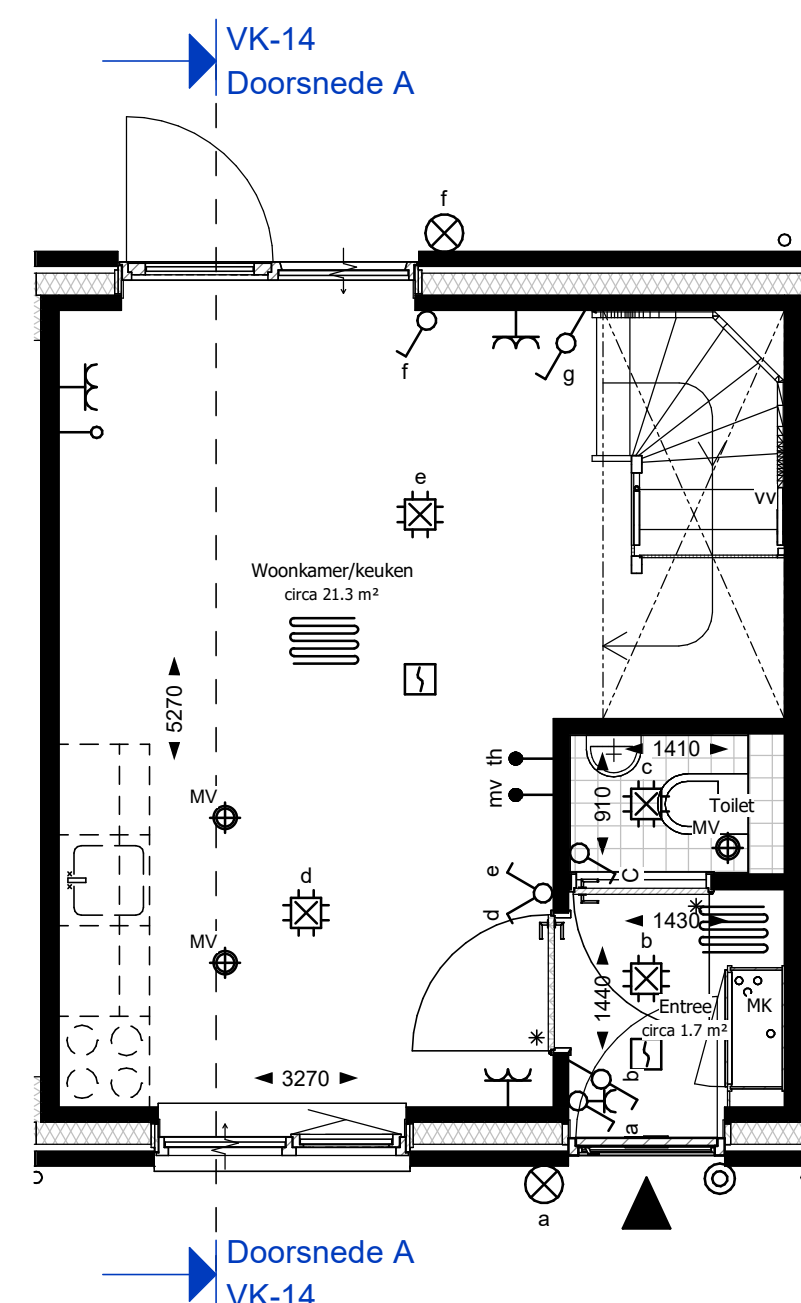 VK-14
Doorsnede A
f
f
g
e
vv
Woonkamer/keuken
circa 21.3 m²
5270
th
mv
1410
c
910
Toilet
MV
MV
C
e
d
d
MV
1430
b
1440
Entree
circa 1.7 m²
MK
3270
b
a
a
Doorsnede A
VK-14